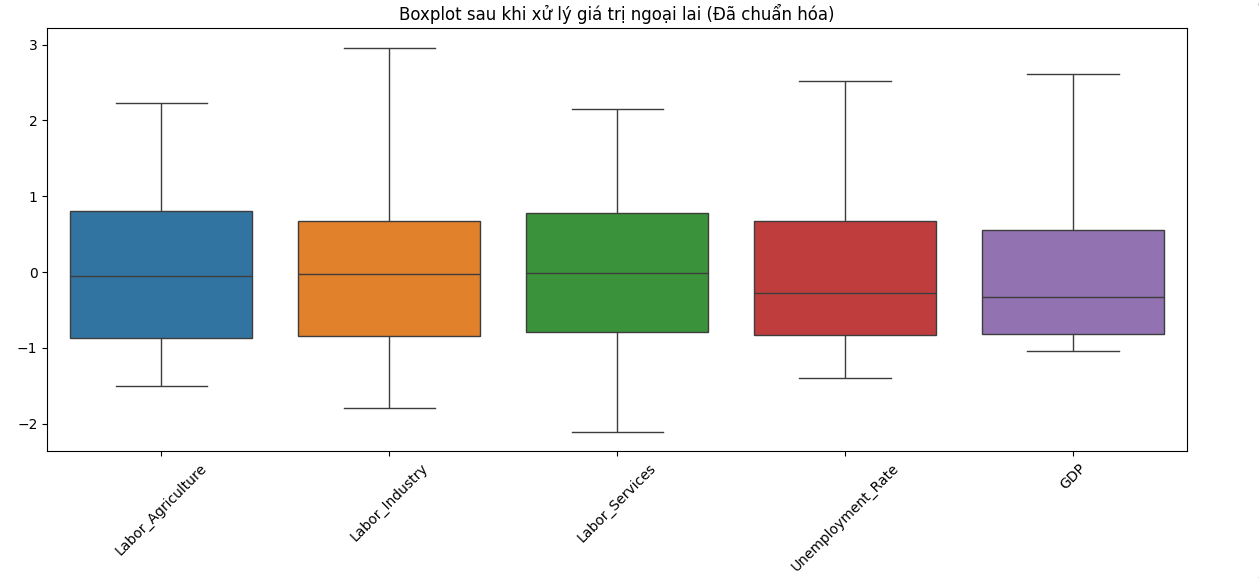 Boxplot sau khi xử lý giá trị ngoại lai (Đã chuẩn hóa)
3
2
1
0
−1
−2
Labor_Agriculture
Labor_Industry
Labor_Services
Unemployment_Rate
GDP